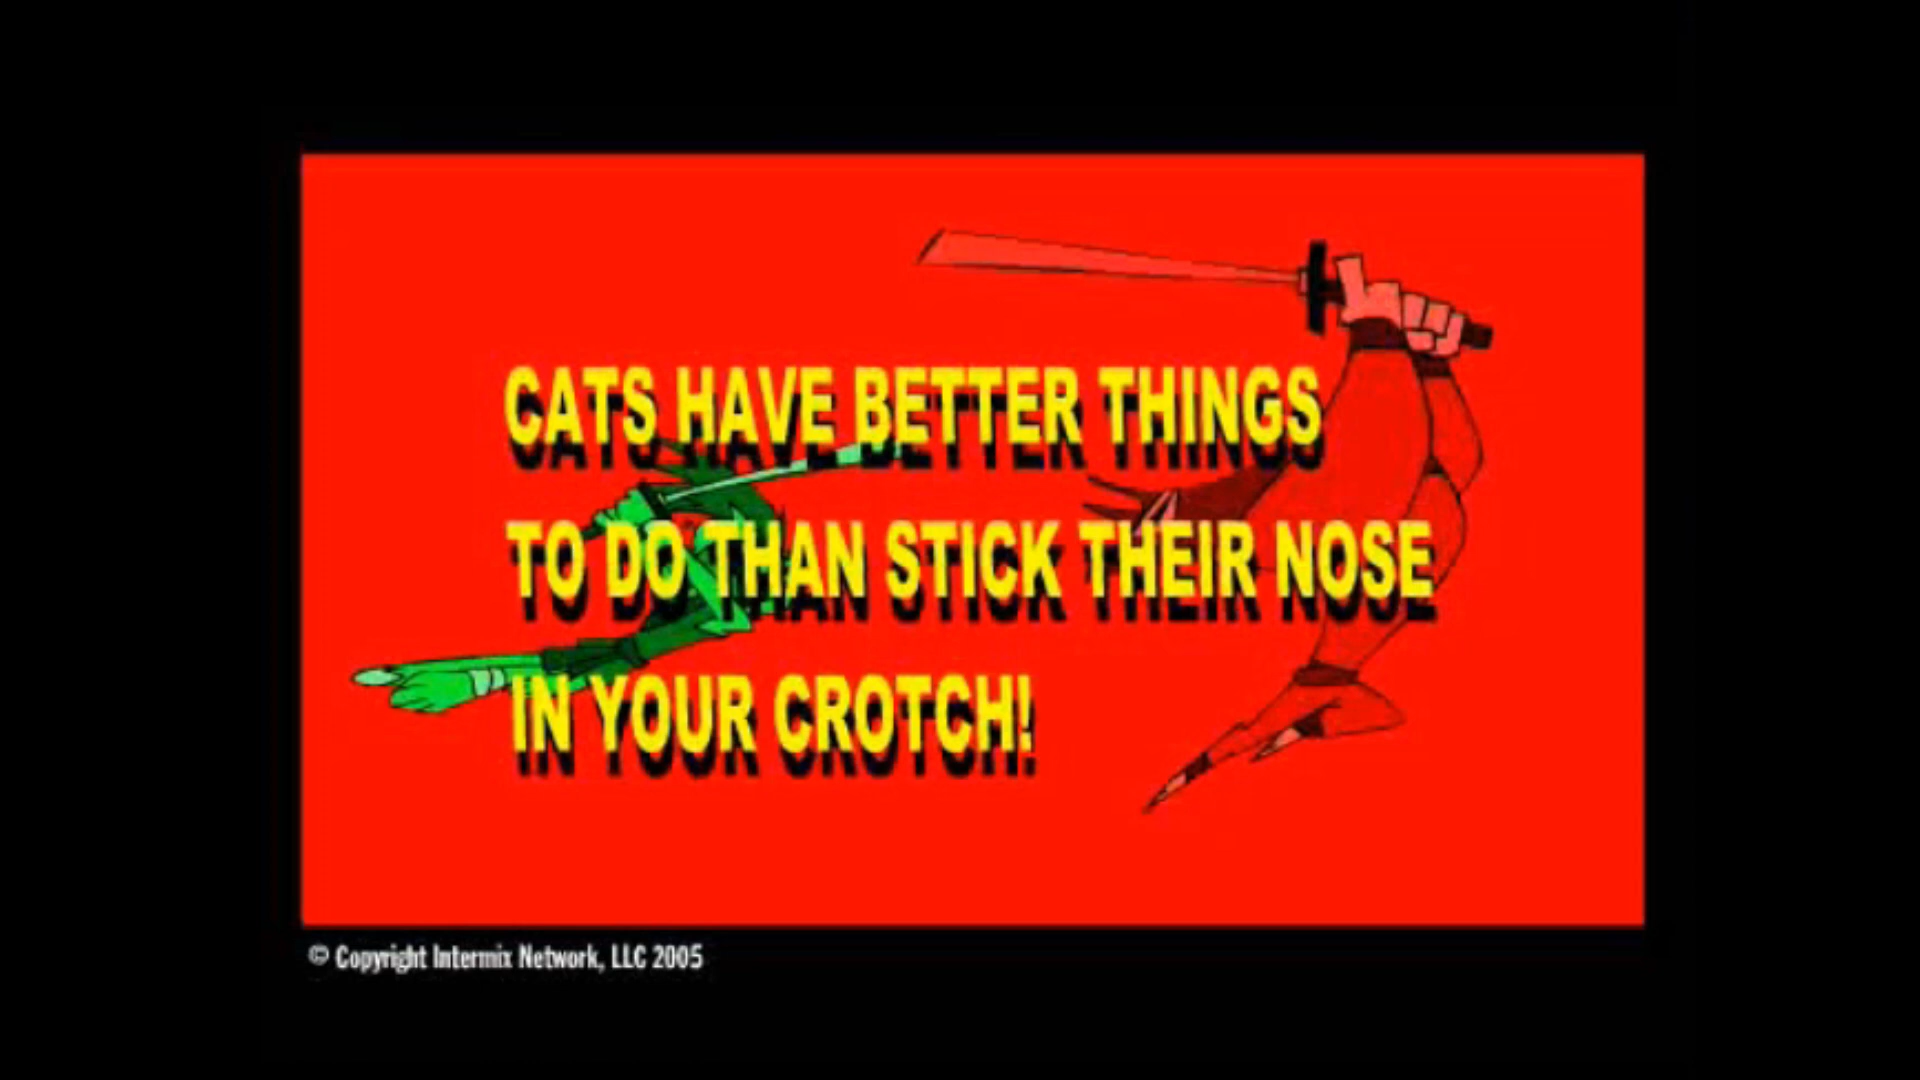 CATS HAVE BETTER THINGS
TO DO THAN STICK THEIR NOSE
IN YOUR CROTCH!
© Copyright Intermix Network, LLC 2005